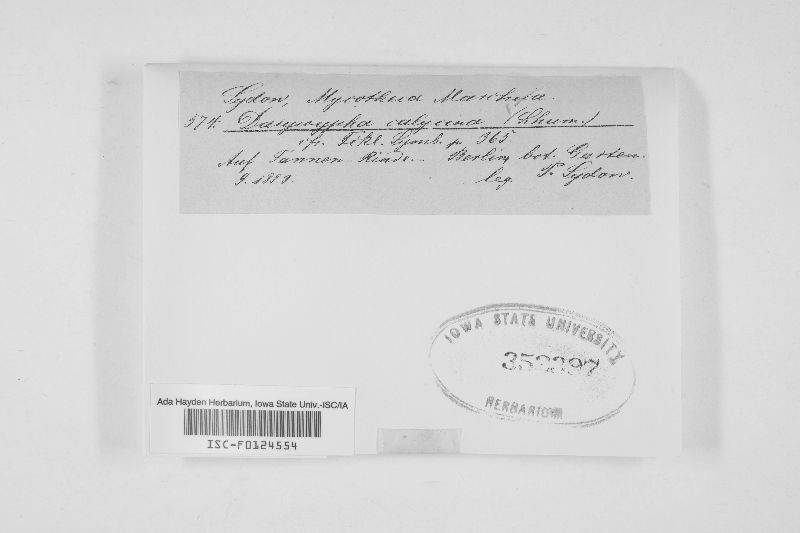 Sydow, Mycotheca Marchica.
574. Dasyscypha calycina (Schum.)
cfr. Fckl. Symb. p. 365
Auf Tannen-Rinde. - Berlin, bot. Garten.
9. 1889. leg. P. Sydow.
IOWA STATE UNIVERSITY
353397
HERBARIUM
Ada Hayden Herbarium, Iowa State Univ.-ISC/IA
ISC-F0124554